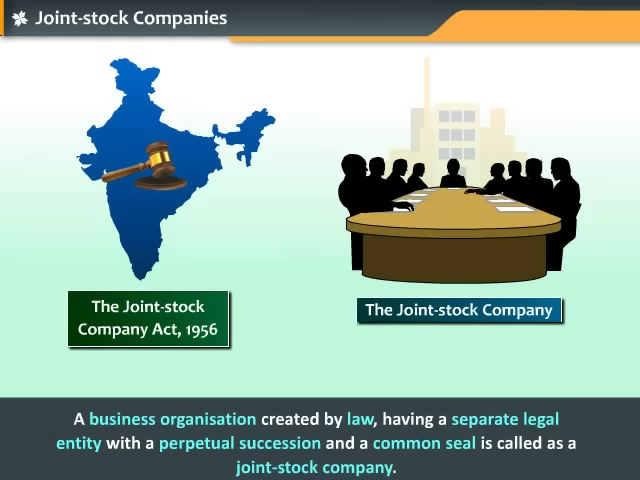 Joint-stock Companies
The Joint-stock
Company Act, 1956
The Joint-stock Company
A business organisation created by law, having a separate legal
entity with a perpetual succession and a common seal is called as a
joint-stock company.